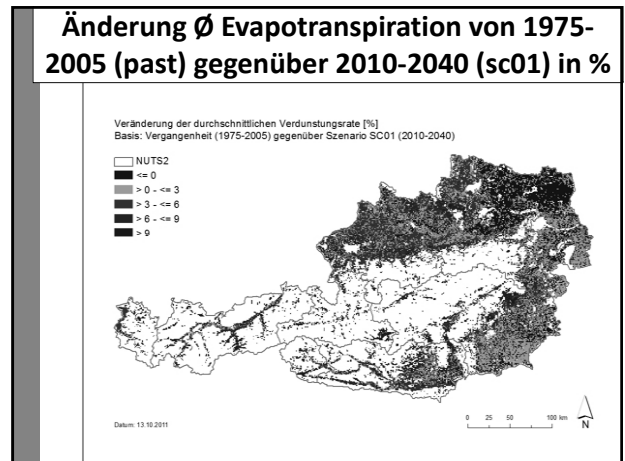 Änderung Ø Evapotranspiration von 1975-
2005 (past) gegenüber 2010-2040 (sc01) in %
Veränderung der durchschnittlichen Verdunstungsrate [%]
Basis: Vergangenheit (1975-2005) gegenüber Szenario SC01 (2010-2040)
NUTS2
<= 0
> 0 - <= 3
> 3 - <= 6
> 6 - <= 9
> 9
Datum: 13.10.2011
0 25 50 100 km
N